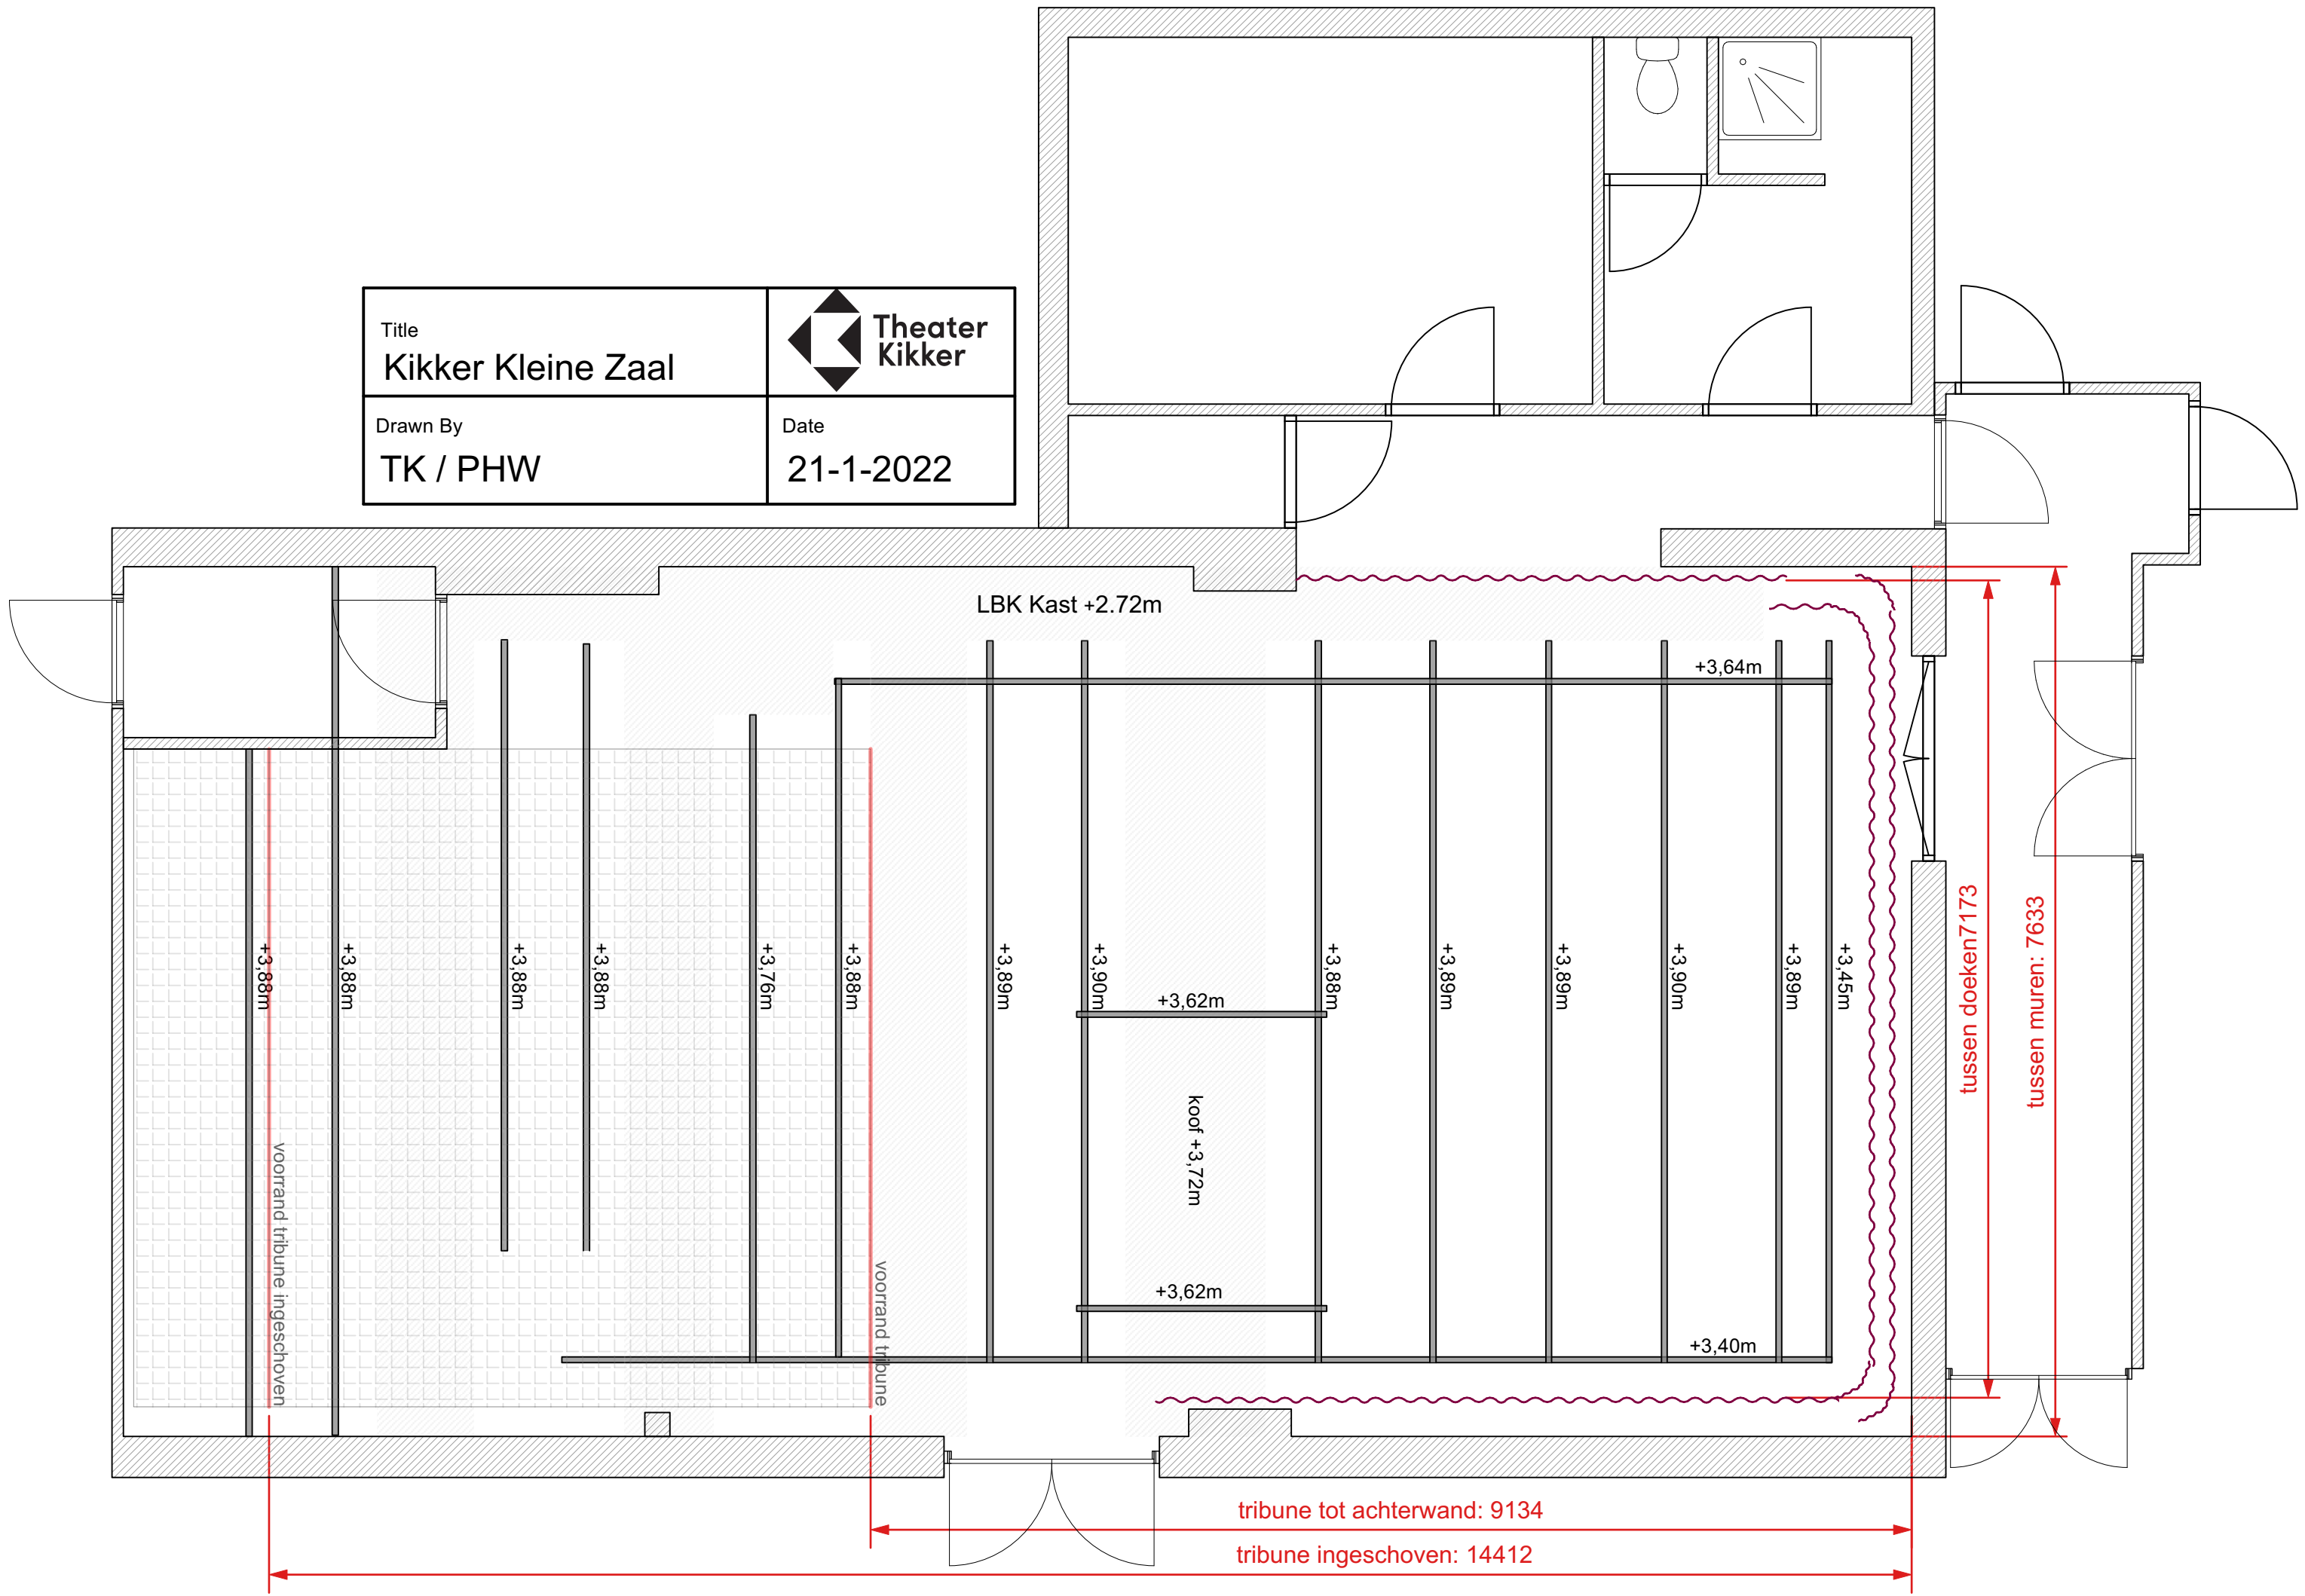 Title
Kikker Kleine Zaal
Theater
Kikker
Drawn By
TK / PHW
Date
21-1-2022
LBK Kast +2.72m
+3,64m
+3,88m
+3,88m
+3,88m
+3,88m
+3,76m
+3,88m
+3,89m
+3,90m
+3,88m
+3,89m
+3,89m
+3,90m
+3,89m
+3,45m
+3,62m
koof +3,72m
+3,62m
+3,40m
voorrand tribune ingeschoven
voorrand tribune
tussen doeken7173
tussen muren: 7633
tribune tot achterwand: 9134
tribune ingeschoven: 14412